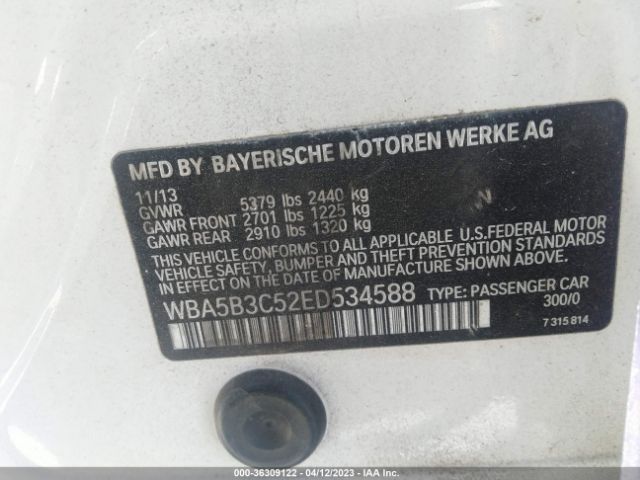 MFD BY BAYERISCHE MOTOREN WERKE AG
11/13
GVWR 5379 lbs 2440 kg
GAWR FRONT 2701 lbs 1225 kg
GAWR REAR 2910 lbs 1320 kg
THIS VEHICLE CONFORMS TO ALL APPLICABLE U.S.FEDERAL MOTOR
VEHICLE SAFETY, BUMPER AND THEFT PREVENTION STANDARDS
IN EFFECT ON THE DATE OF MANUFACTURE SHOWN ABOVE.
WBA5B3C52ED534588 TYPE: PASSENGER CAR
300/0
7 315 814
000-36309122 - 04/12/2023 - IAA Inc.